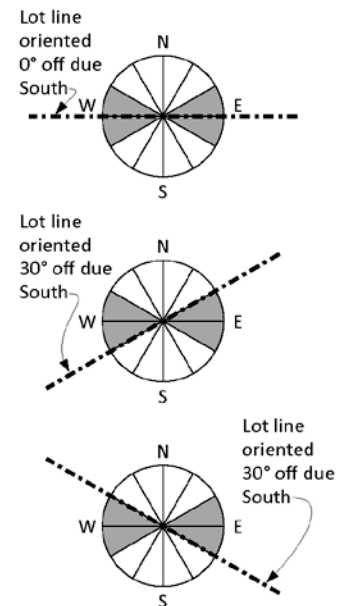 Lot line
oriented
0° off due
South
N
W
E
S
Lot line
oriented
30° off due
South
N
W
E
S
Lot line
oriented
30° off due
South
N
W
E
S